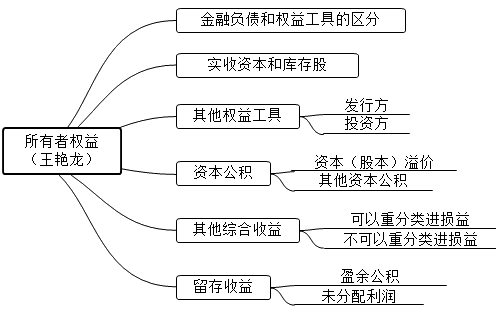 金融负债和权益工具的区分
实收资本和库存股
其他权益工具
发行方
投资方
所有者权益
（王艳龙）
资本公积
资本（股本）溢价
其他资本公积
其他综合收益
可以重分类进损益
不可以重分类进损益
留存收益
盈余公积
未分配利润